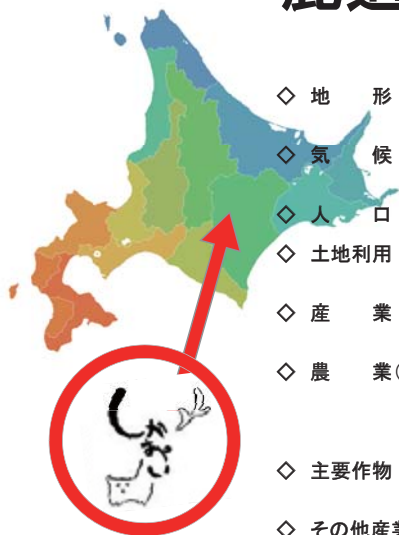 ◇ 地　形
◇ 気　候
◇ 人　口
◇ 土地利用
◇ 産　業
◇ 農　業(
◇ 主要作物
◇ その他産業
しかおい